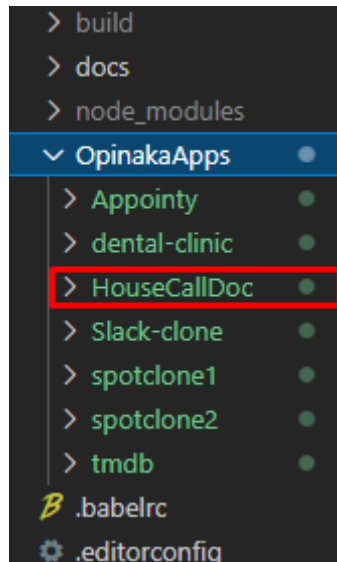 build
docs
node_modules
OpinakaApps
Appointy
dental-clinic
HouseCallDoc
Slack-clone
spotclone1
spotclone2
tmdb
.babelrc
.editorconfig